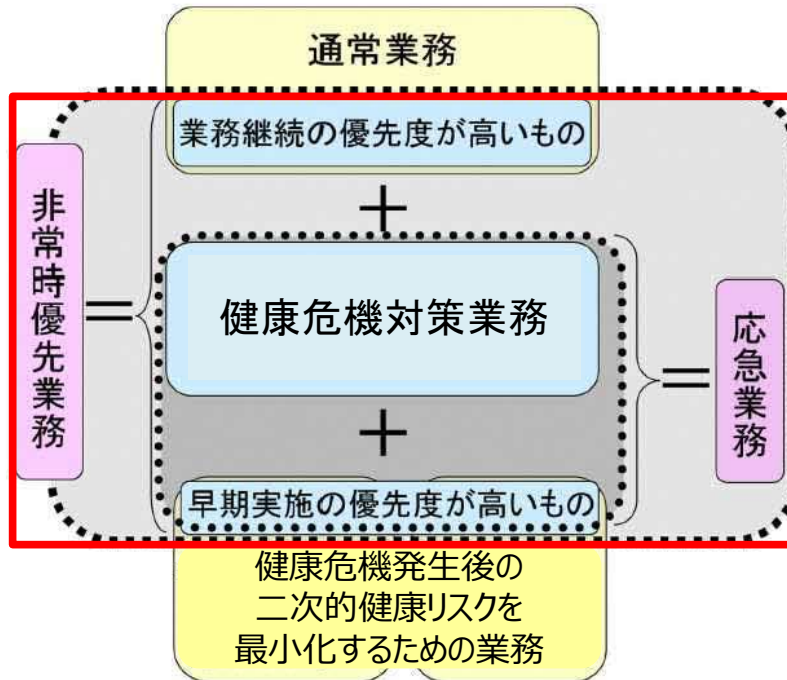 通常業務
業務継続の優先度が高いもの
＋
非常時優先業務
＝
健康危機対策業務
＝
応急業務
＋
早期実施の優先度が高いもの
健康危機発生後の
二次的健康リスクを
最小化するための業務